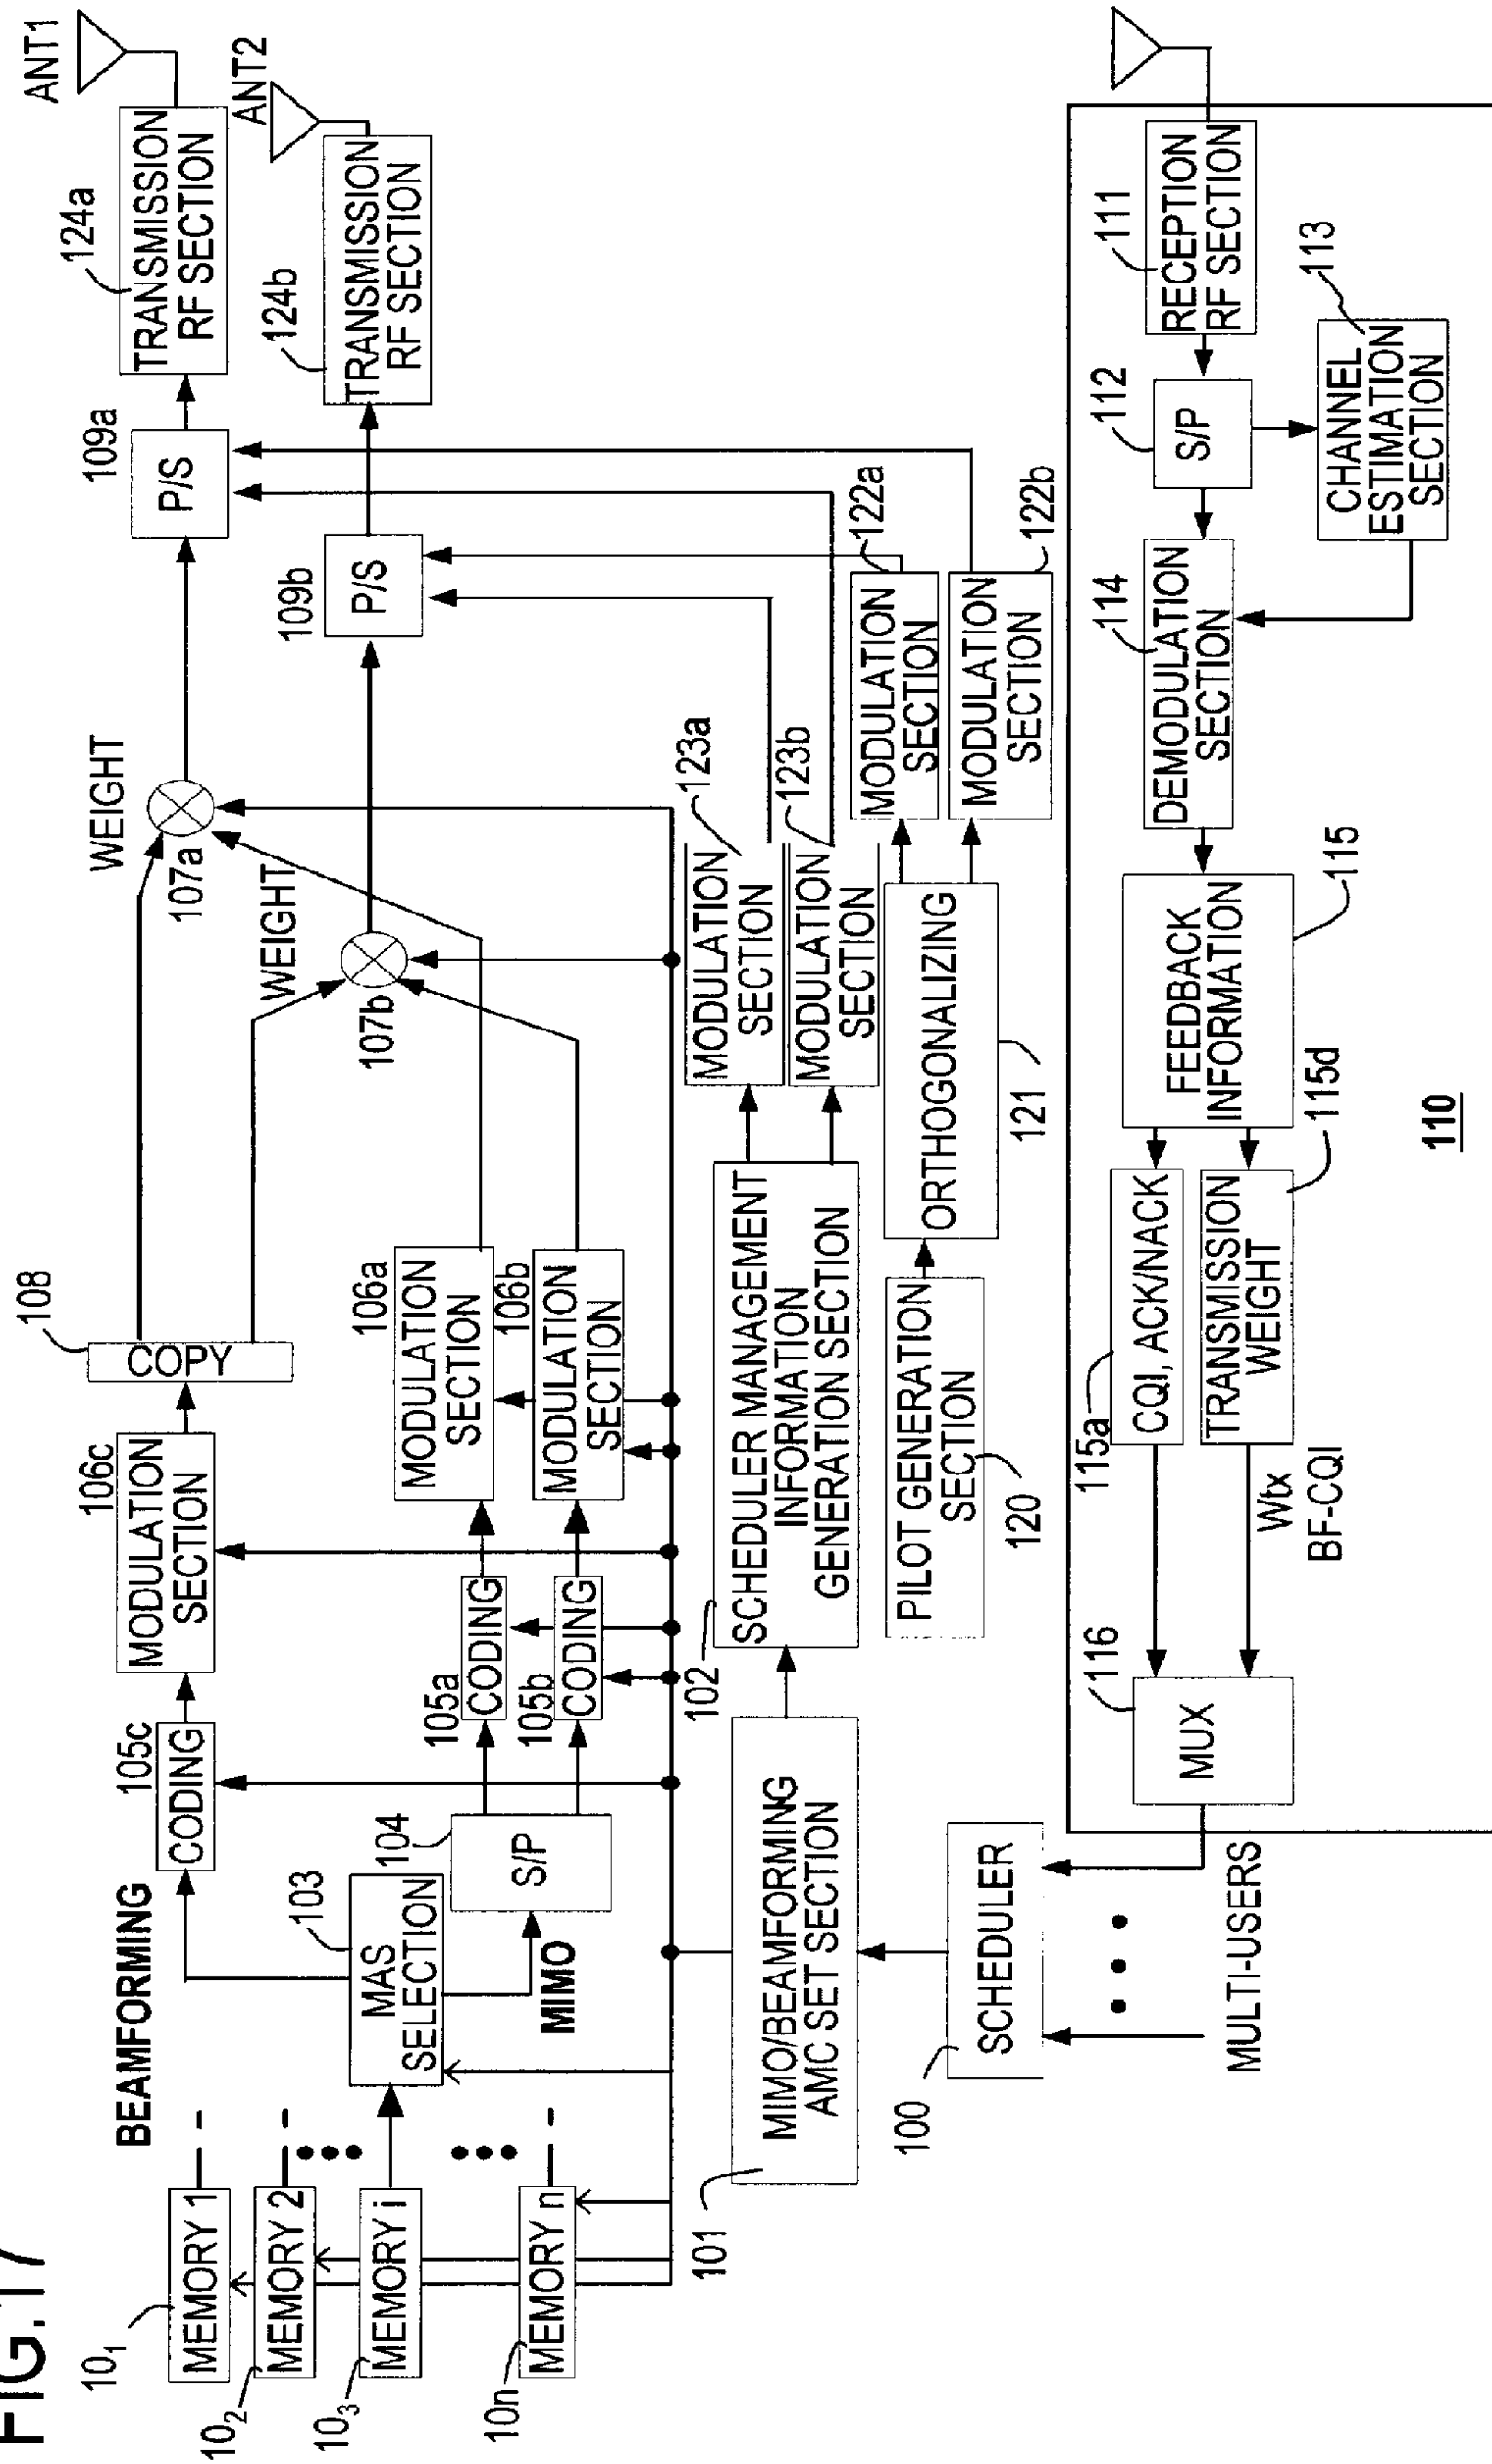 FIG.17
10₁
MEMORY 1
10₂
MEMORY 2
10₃
MEMORY i
10n
MEMORY n
BEAMFORMING
103
MAS
SELECTION
MIMO
104
S/P
105c
CODING
105a
CODING
105b
CODING
106c
MODULATION
SECTION
106a
MODULATION
SECTION
106b
MODULATION
SECTION
108
COPY
WEIGHT
107a
WEIGHT
107b
109a
P/S
109b
P/S
124a
TRANSMISSION
RF SECTION
124b
TRANSMISSION
RF SECTION
ANT1
ANT2
101
MIMO/BEAMFORMING
AMC SET SECTION
102
SCHEDULER MANAGEMENT
INFORMATION
GENERATION SECTION
MODULATION
SECTION
123a
MODULATION
SECTION
123b
PILOT GENERATION
SECTION
120
ORTHOGONALIZING
121
MODULATION
SECTION
122a
MODULATION
SECTION
122b
100
SCHEDULER
MULTI-USERS
116
MUX
115a
CQI, ACK/NACK
TRANSMISSION
WEIGHT
115d
Wtx
BF-CQI
FEEDBACK
INFORMATION
115
114
DEMODULATION
SECTION
112
S/P
111
RECEPTION
RF SECTION
113
CHANNEL
ESTIMATION
SECTION
110